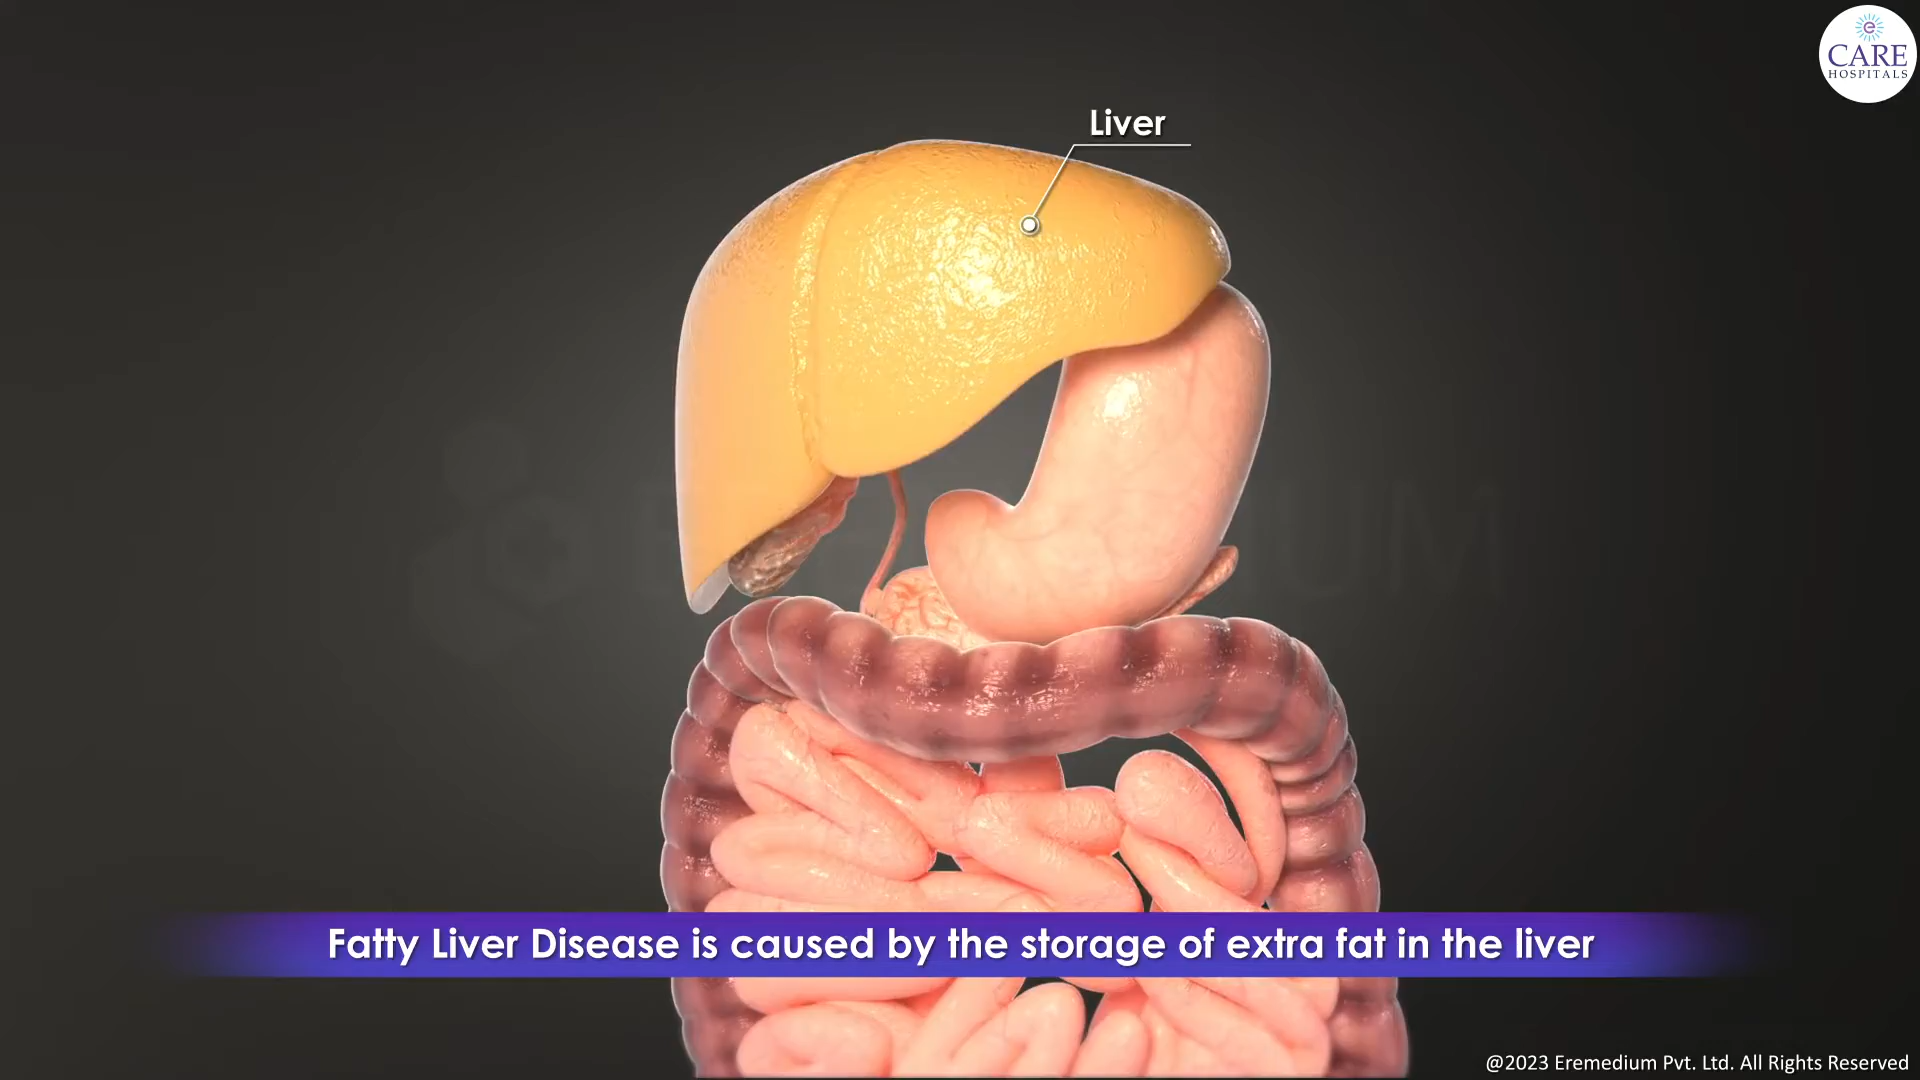 e
CARE
HOSPITALS
Liver
EREMEDIUM
Fatty Liver Disease is caused by the storage of extra fat in the liver
@2023 Eremedium Pvt. Ltd. All Rights Reserved